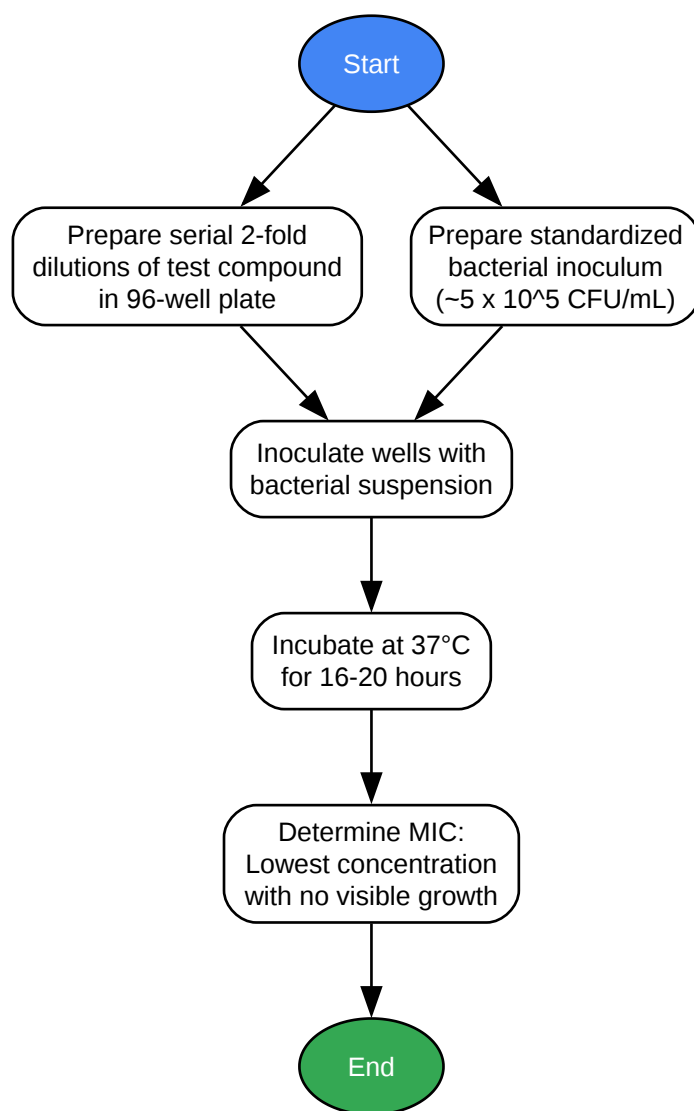 Start
Prepare serial 2-fold
dilutions of test compound
in 96-well plate
Prepare standardized
bacterial inoculum
(~5 x 10^5 CFU/mL)
Inoculate wells with
bacterial suspension
Incubate at 37°C
for 16-20 hours
Determine MIC:
Lowest concentration
with no visible growth
End